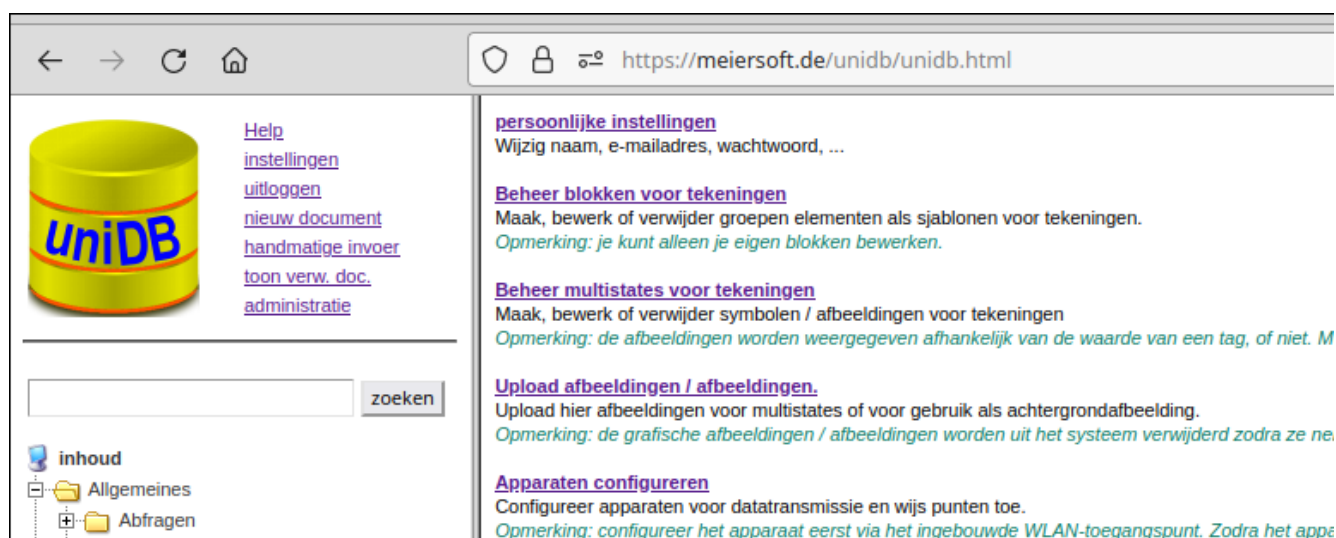 https://meiersoft.de/unidb/unidb.html
uniDB
Help
instellingen
uitloggen
nieuw document
handmatige invoer
toon verw. doc.
administratie
zoeken
inhoud
Allgemeines
Abfragen
persoonlijke instellingen
Wijzig naam, e-mailadres, wachtwoord, ...
Beheer blokken voor tekeningen
Maak, bewerk of verwijder groepen elementen als sjablonen voor tekeningen.
Opmerking: je kunt alleen je eigen blokken bewerken.
Beheer multistates voor tekeningen
Maak, bewerk of verwijder symbolen / afbeeldingen voor tekeningen
Opmerking: de afbeeldingen worden weergegeven afhankelijk van de waarde van een tag, of niet. M
Upload afbeeldingen / afbeeldingen.
Upload hier afbeeldingen voor multistates of voor gebruik als achtergrondafbeelding.
Opmerking: de grafische afbeeldingen / afbeeldingen worden uit het systeem verwijderd zodra ze ne
Apparaten configureren
Configureer apparaten voor datatransmissie en wijs punten toe.
Opmerking: configureer het apparaat eerst via het ingebouwde WLAN-toegangspunt. Zodra het appa